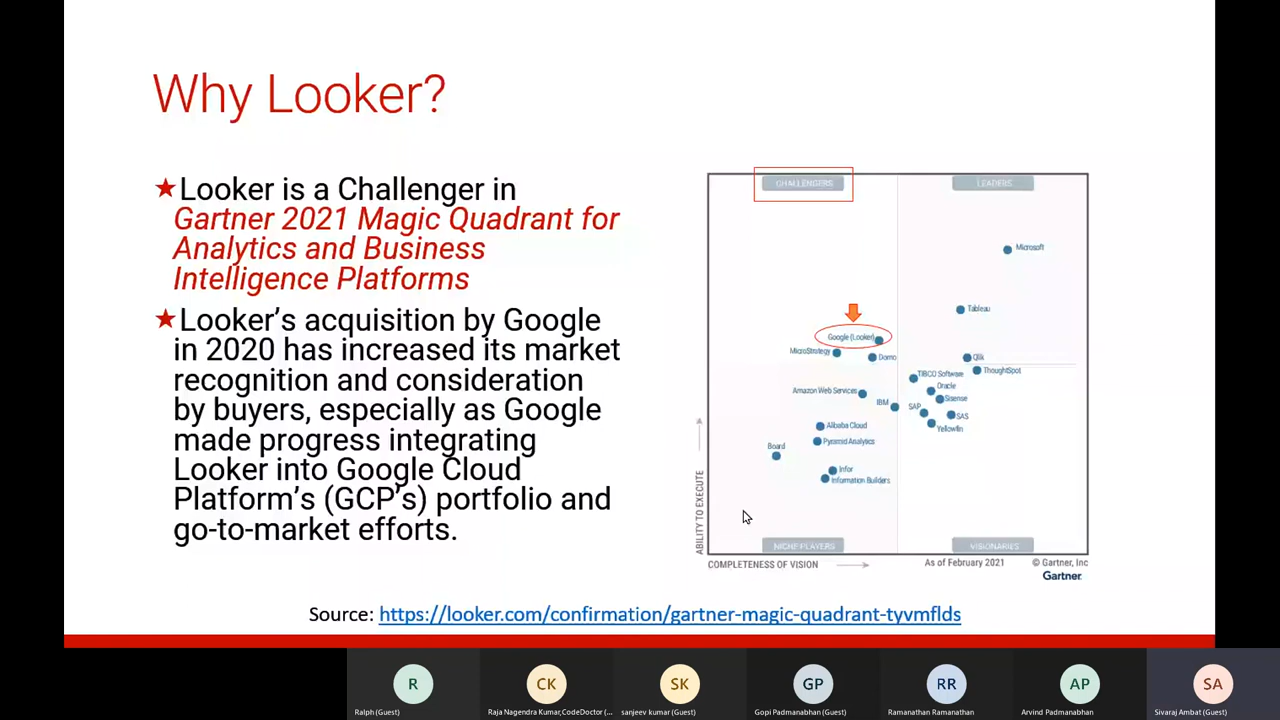 Why Looker?
Looker is a Challenger in
Gartner 2021 Magic Quadrant for
Analytics and Business
Intelligence Platforms
Looker's acquisition by Google
in 2020 has increased its market
recognition and consideration
by buyers, especially as Google
made progress integrating
Looker into Google Cloud
Platform's (GCP's) portfolio and
go-to-market efforts.
CHALLENGERS
LEADERS
Microsoft
Tableau
Google (Looker)
MicroStrategy
Domo
Qlik
ThoughtSpot
TIBCO Software
Amazon Web Services
Oracle
Sisense
IBM
SAP
SAS
Yellowfin
Alibaba Cloud
Pyramid Analytics
Board
Infor
Information Builders
ABILITY TO EXECUTE
NICHE PLAYERS
VISIONARIES
COMPLETENESS OF VISION
As of February 2021
© Gartner, Inc
Gartner
Source: https://looker.com/confirmation/gartner-magic-quadrant-tyvmflds
R
CK
SK
GP
RR
AP
SA
Ralph (Guest)
Raja Nagendra Kumar,CodeDoctor (...
sanjeev kumar (Guest)
Gopi Padmanabhan (Guest)
Ramanathan Ramanathan
Arvind Padmanabhan
Sivaraj Ambat (Guest)